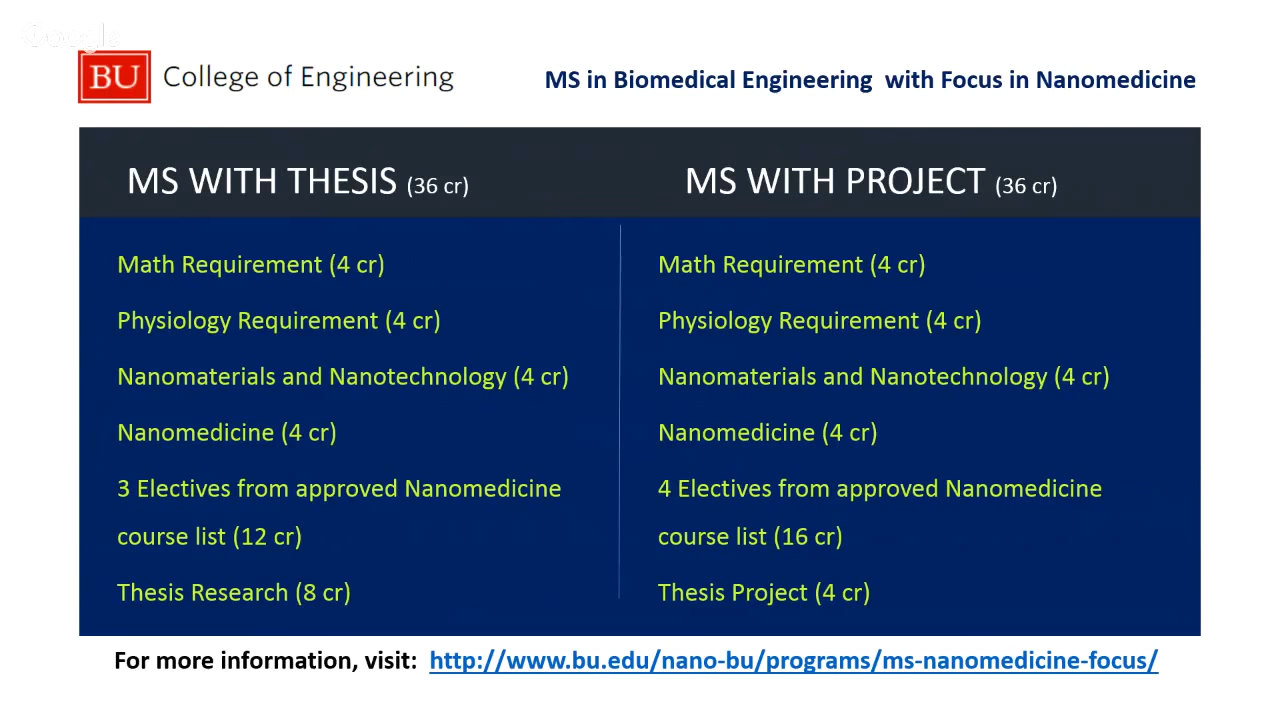 Google
BU College of Engineering
MS in Biomedical Engineering with Focus in Nanomedicine
MS WITH THESIS (36 cr)
Math Requirement (4 cr)
Physiology Requirement (4 cr)
Nanomaterials and Nanotechnology (4 cr)
Nanomedicine (4 cr)
3 Electives from approved Nanomedicine
course list (12 cr)
Thesis Research (8 cr)
MS WITH PROJECT (36 cr)
Math Requirement (4 cr)
Physiology Requirement (4 cr)
Nanomaterials and Nanotechnology (4 cr)
Nanomedicine (4 cr)
4 Electives from approved Nanomedicine
course list (16 cr)
Thesis Project (4 cr)
For more information, visit: http://www.bu.edu/nano-bu/programs/ms-nanomedicine-focus/